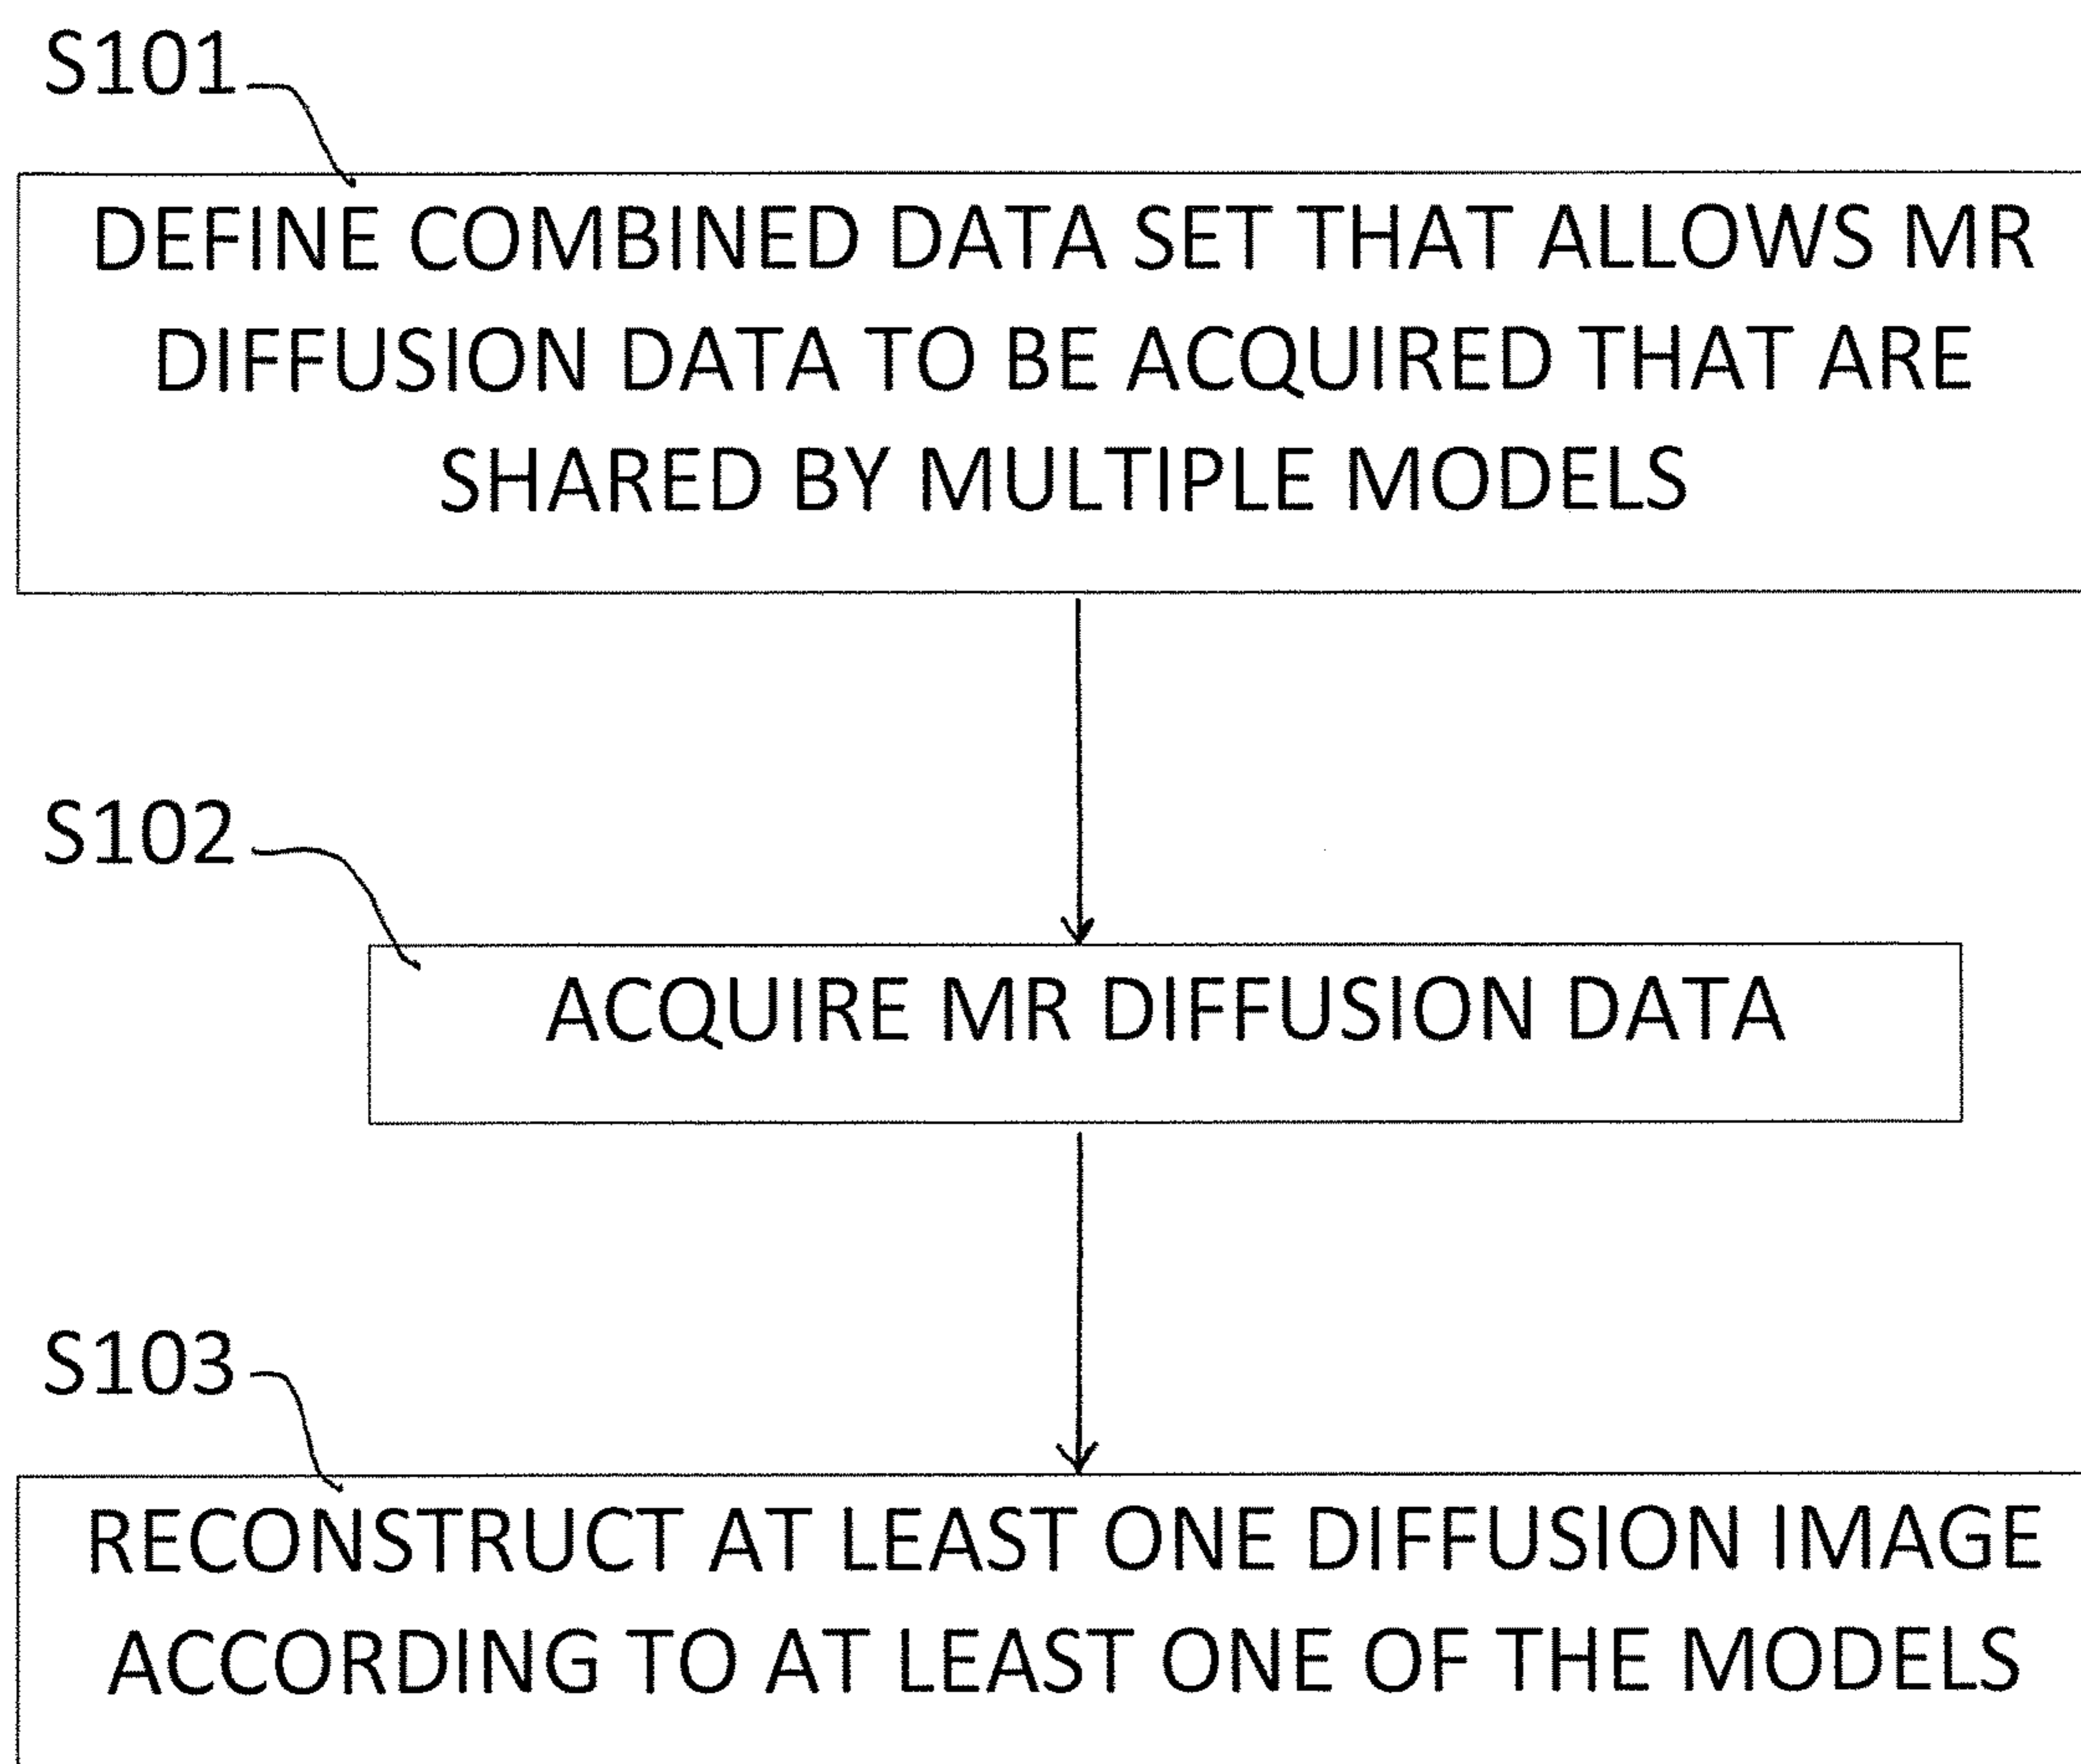 S101
DEFINE COMBINED DATA SET THAT ALLOWS MR
DIFFUSION DATA TO BE ACQUIRED THAT ARE
SHARED BY MULTIPLE MODELS
S102
ACQUIRE MR DIFFUSION DATA
S103
RECONSTRUCT AT LEAST ONE DIFFUSION IMAGE
ACCORDING TO AT LEAST ONE OF THE MODELS